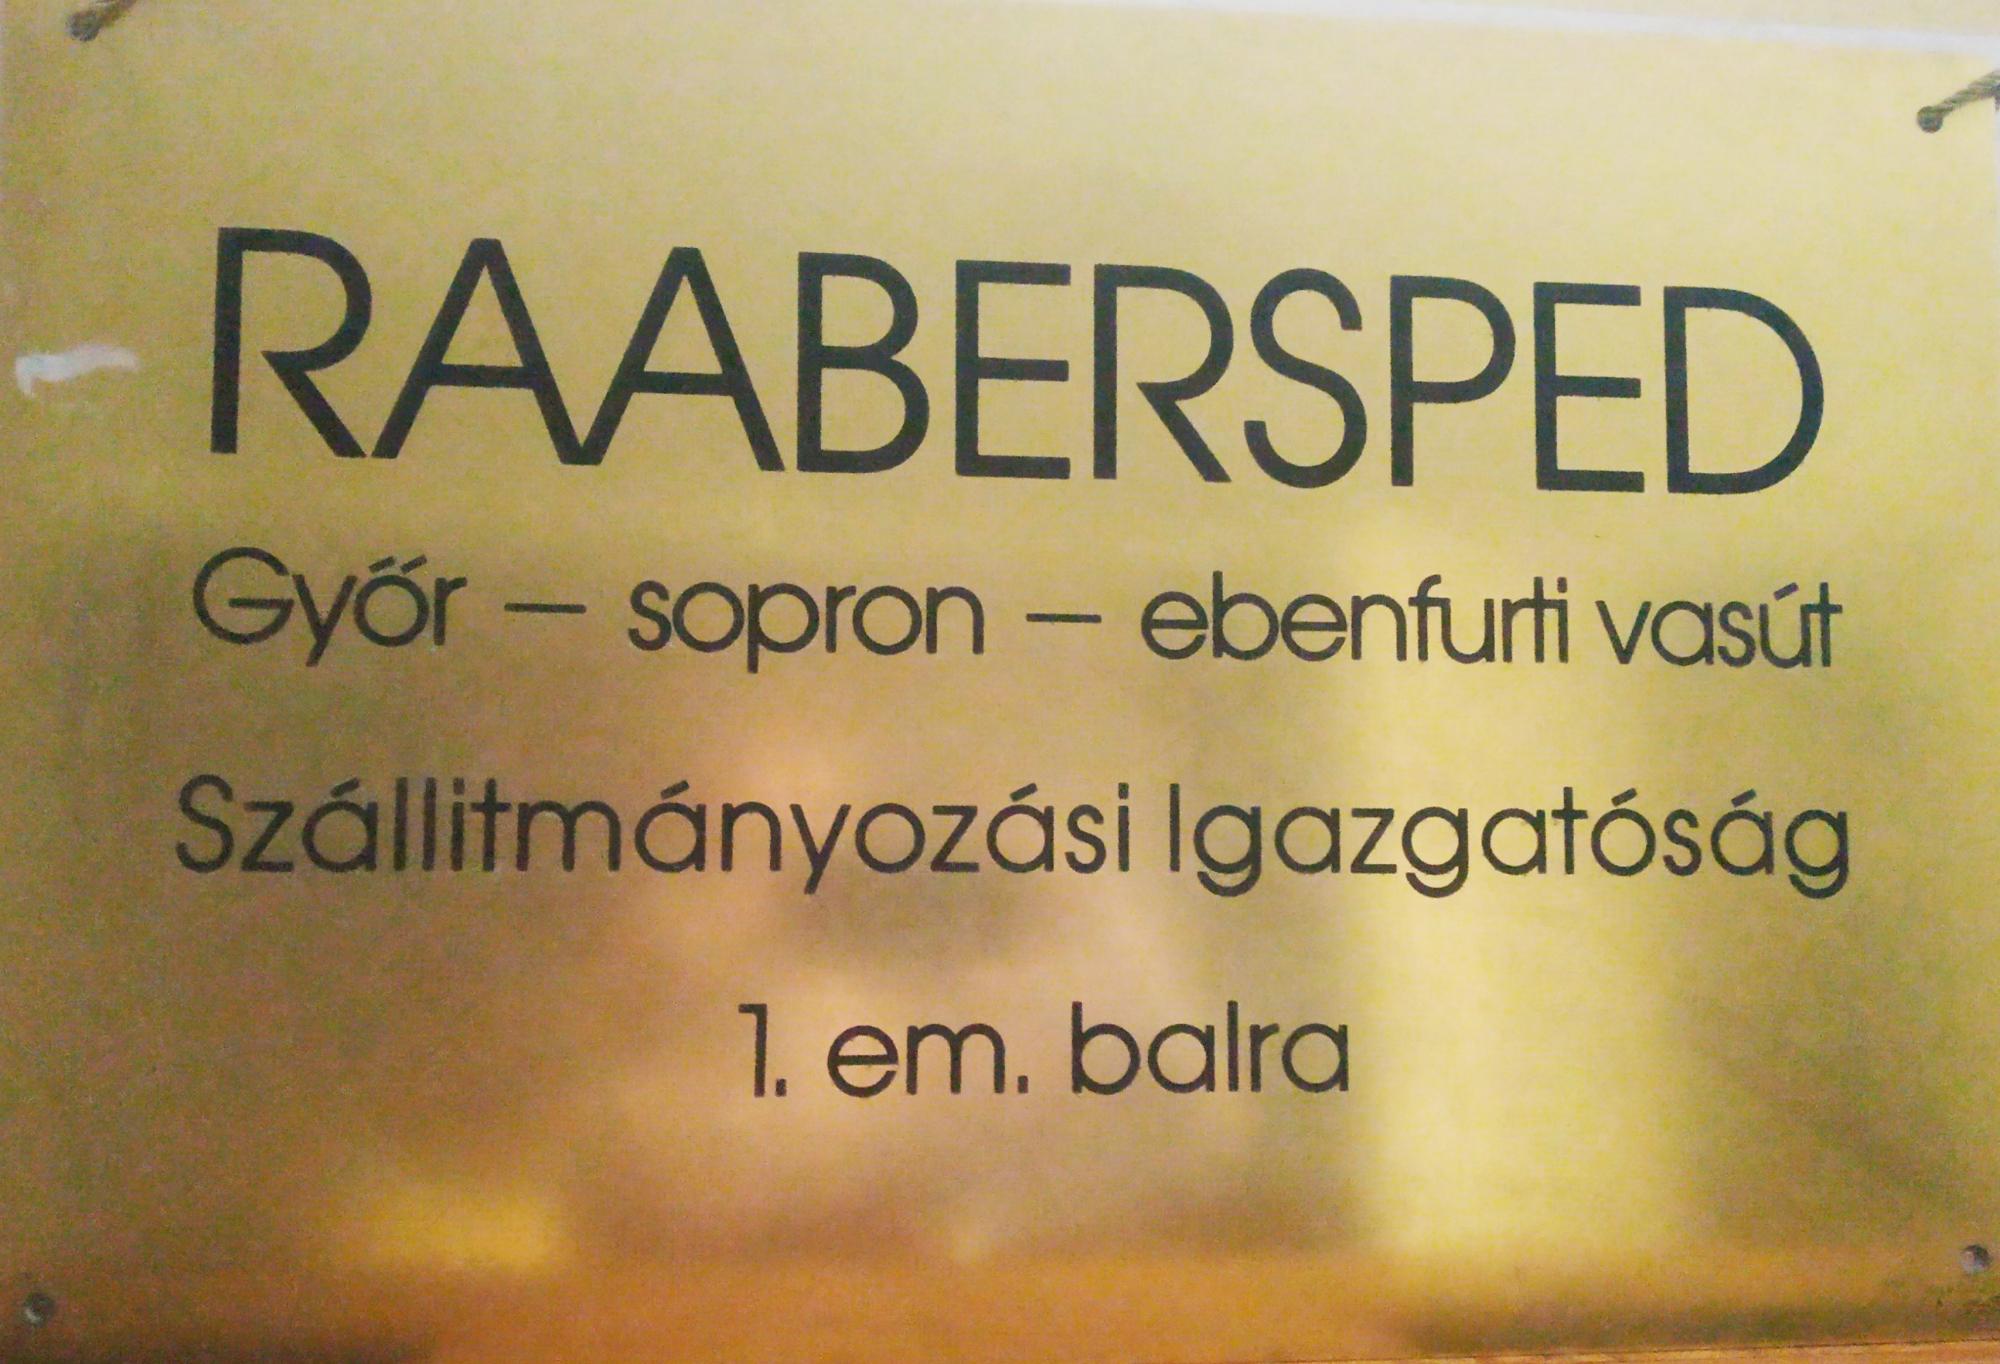 RAABERSPED
Győr – sopron – ebenfurti vasút
Szállitmányozási Igazgatóság
1. em. balra